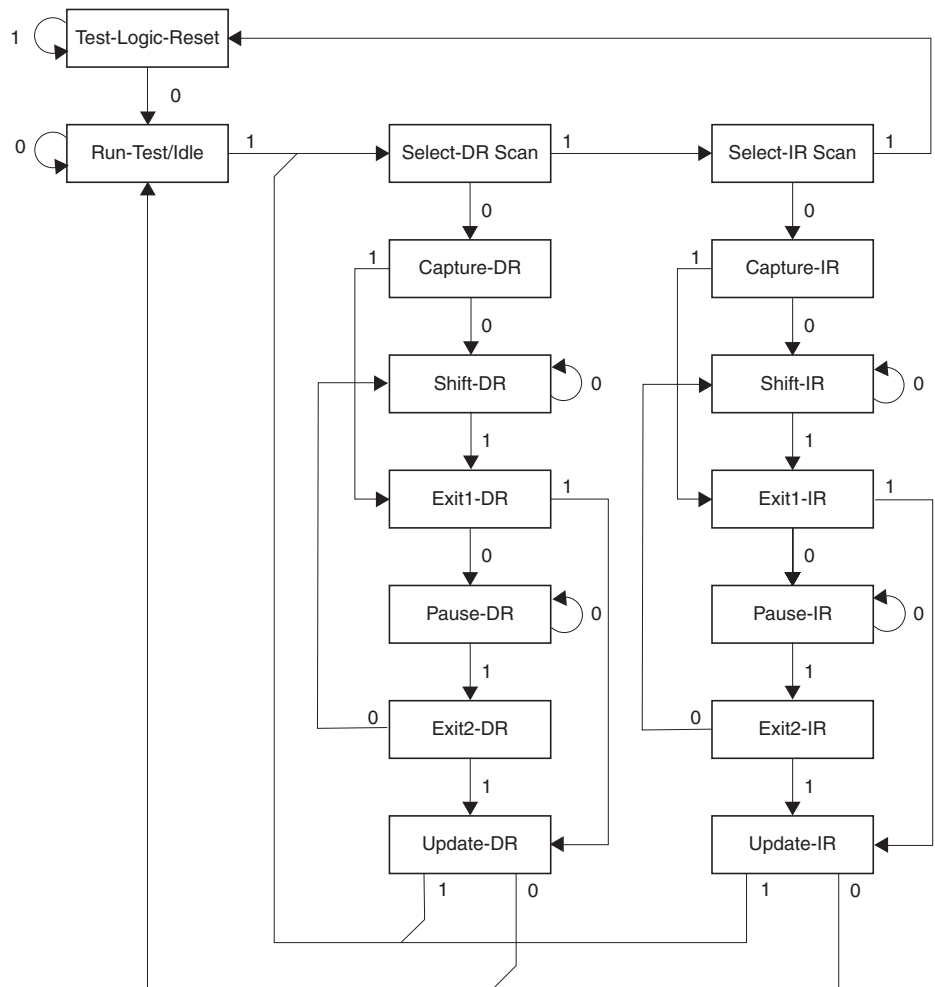 1 Test-Logic-Reset
0
0 Run-Test/Idle 1 Select-DR Scan 1 Select-IR Scan 1
0 0
1 Capture-DR 1 Capture-IR
0 0
Shift-DR 0 Shift-IR 0
1 1
Exit1-DR 1 Exit1-IR 1
0 0
Pause-DR 0 Pause-IR 0
1 1
0 Exit2-DR 0 Exit2-IR
1 1
Update-DR Update-IR
1 0 1 0